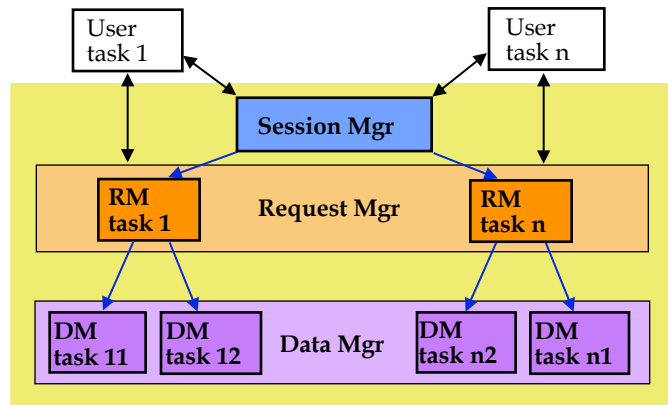 User
task 1
User
task n
Session Mgr
RM
task 1
Request Mgr
RM
task n
DM
task 11
DM
task 12
Data Mgr
DM
task n2
DM
task n1